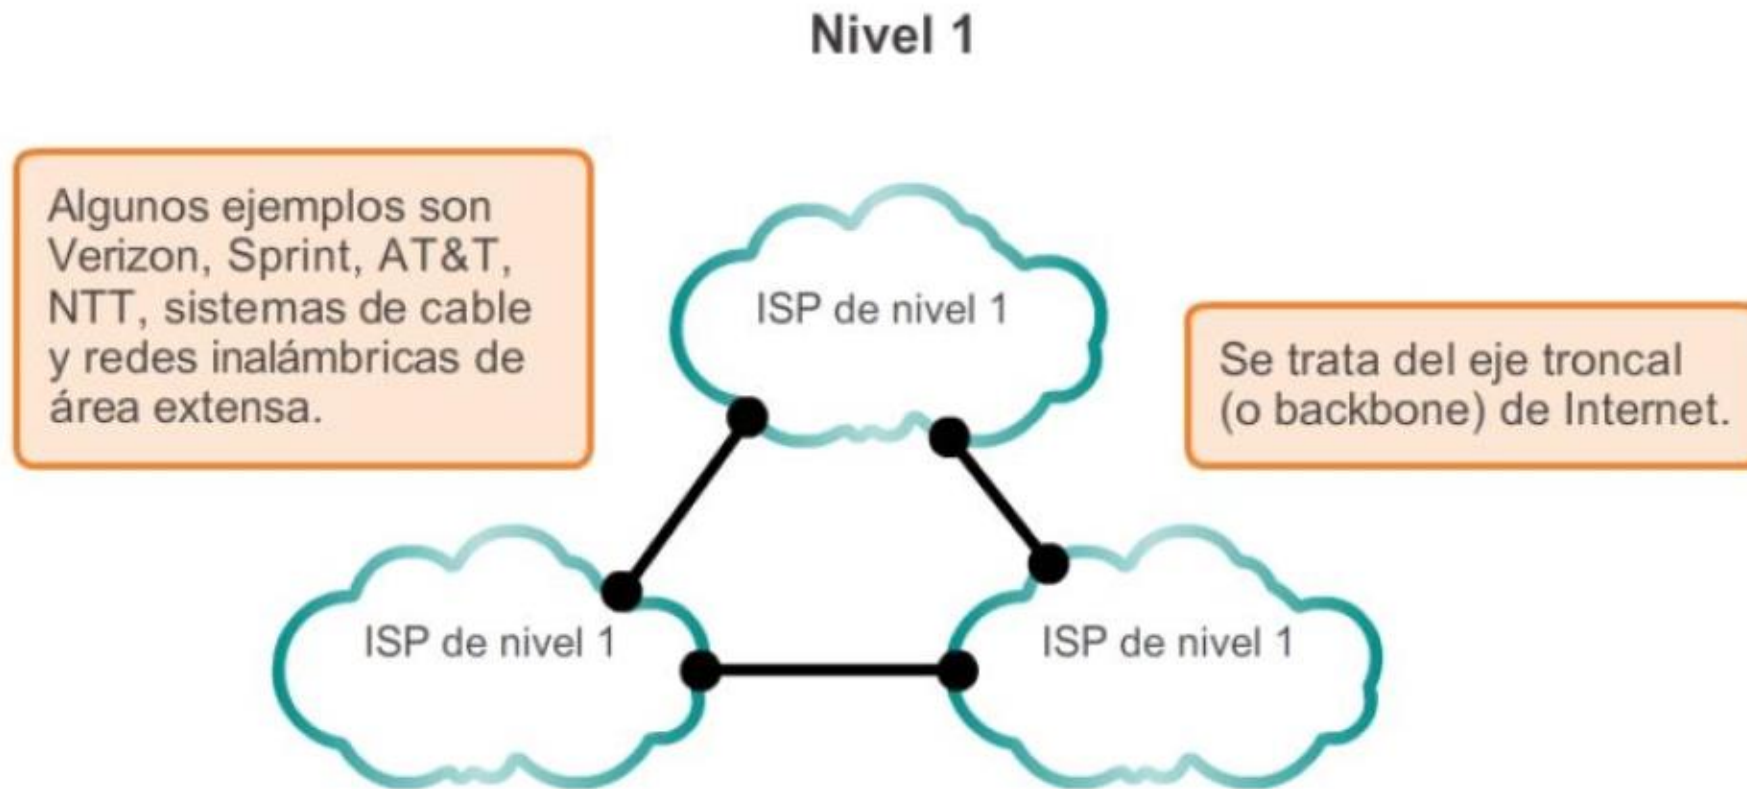 Nivel 1
Algunos ejemplos son
Verizon, Sprint, AT&T,
NTT, sistemas de cable
y redes inalámbricas de
área extensa.
ISP de nivel 1
Se trata del eje troncal
(o backbone) de Internet.
ISP de nivel 1
ISP de nivel 1